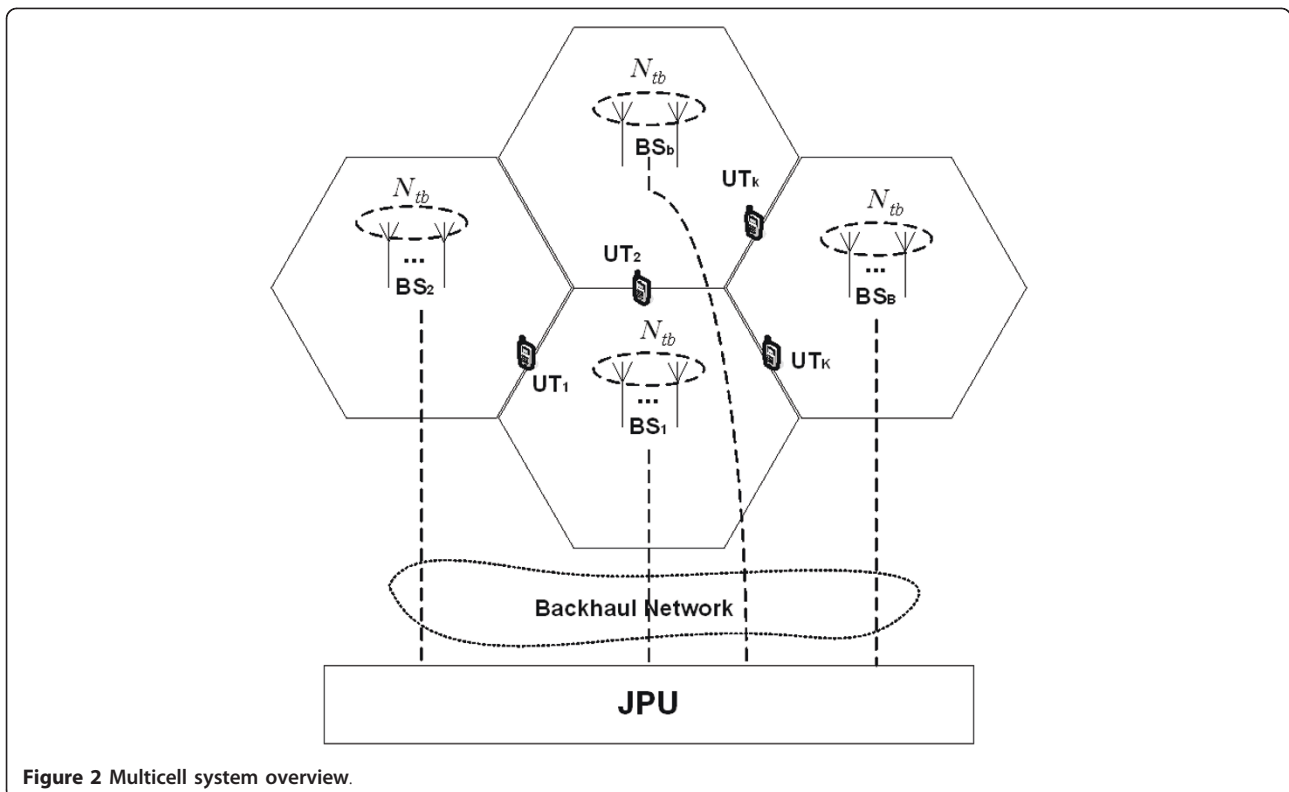 N_tb
BS_b
UT_k
N_tb
...
BS_2
N_tb
...
BS_B
UT_2
N_tb
...
BS_1
UT_1
UT_K
Backhaul Network
JPU
Figure 2 Multicell system overview.